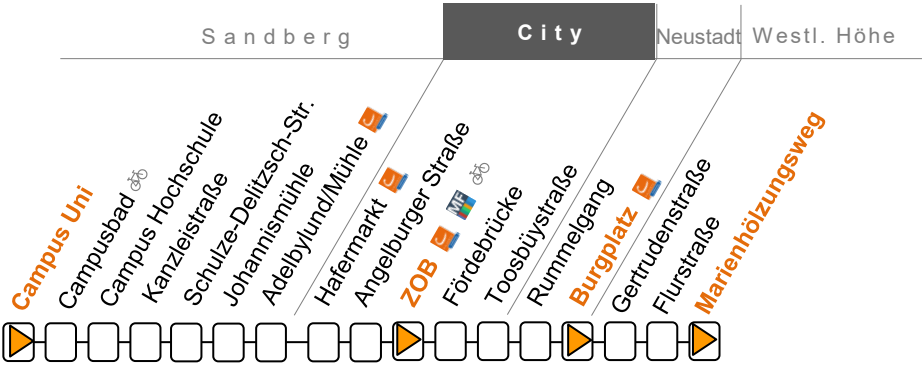 Sandberg
City
Neustadt
Westl. Höhe
Campus Uni
Campusbad
Campus Hochschule
Kanzleistraße
Schulze-Delitzsch-Str.
Johannismühle
Adelbylund/Mühle
Hafermarkt
Angelburger Straße
ZOB
MF
Fördebrücke
Toosbüystraße
Rummelgang
Burgplatz
Gertrudenstraße
Flurstraße
Marienhölzungsweg